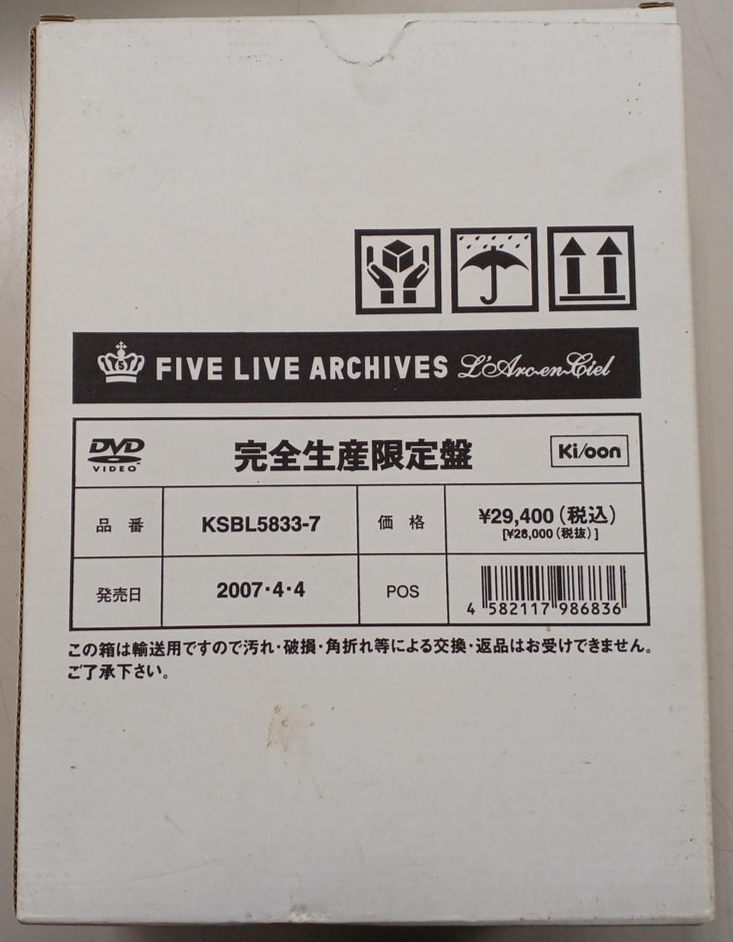 5
FIVE LIVE ARCHIVES L'Arc~en~Ciel
DVD VIDEO™ 完全生産限定盤 Ki/oon
品 番 KSBL5833-7 価 格 ¥29,400(税込)
[¥28,000(税抜)]
発売日 2007・4・4 POS
4 582117 986836
この箱は輸送用ですので汚れ・破損・角折れ等による交換・返品はお受けできません。
ご了承下さい。